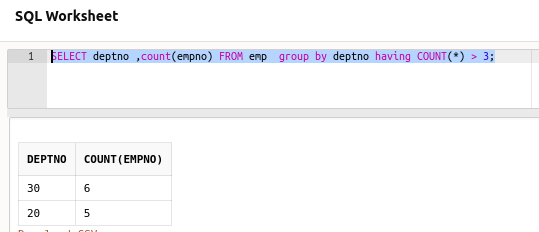 SQL Worksheet
1 SELECT deptno ,count(empno) FROM emp  group by deptno having COUNT(*) > 3;
DEPTNO COUNT(EMPNO)
30 6
20 5